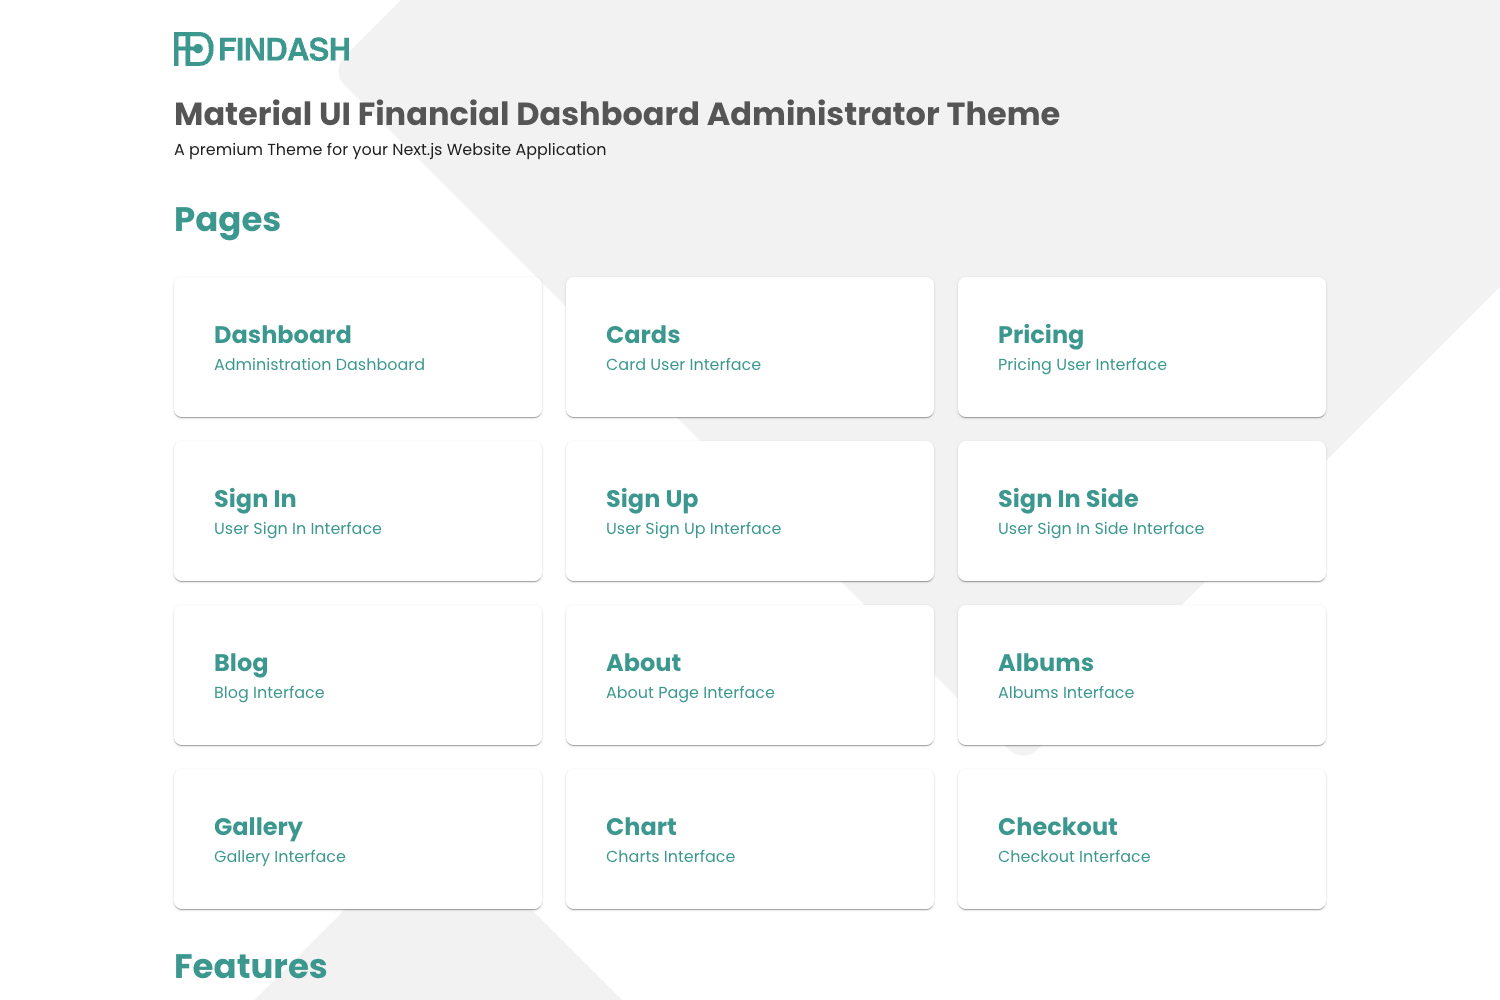 FINDASH
Material UI Financial Dashboard Administrator Theme
A premium Theme for your Next.js Website Application
Pages
Dashboard
Administration Dashboard
Cards
Card User Interface
Pricing
Pricing User Interface
Sign In
User Sign In Interface
Sign Up
User Sign Up Interface
Sign In Side
User Sign In Side Interface
Blog
Blog Interface
About
About Page Interface
Albums
Albums Interface
Gallery
Gallery Interface
Chart
Charts Interface
Checkout
Checkout Interface
Features